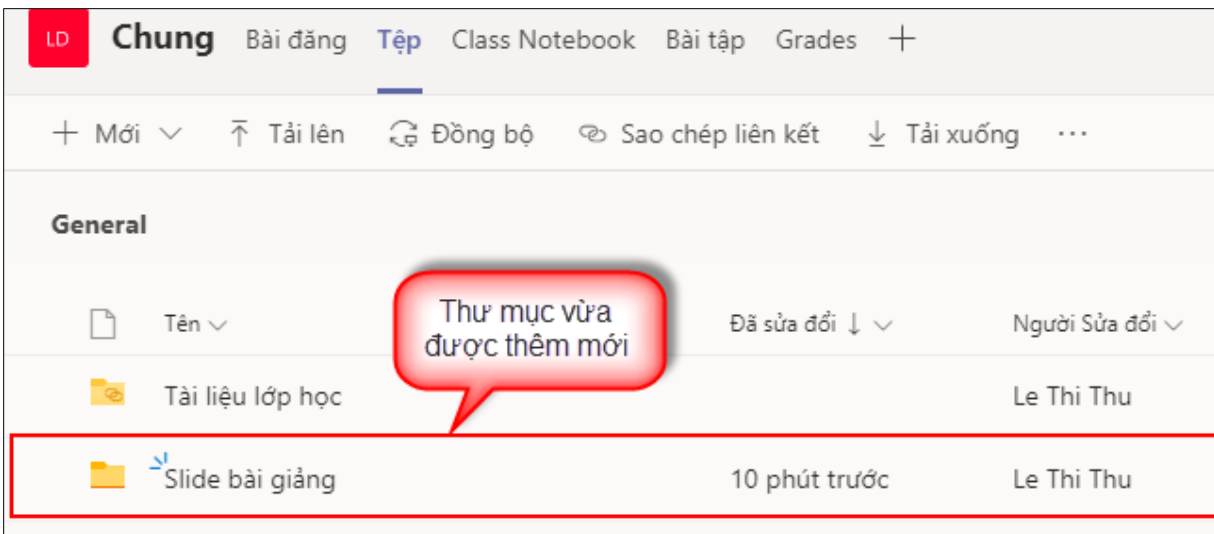 LD Chung Bài đăng Tệp Class Notebook Bài tập Grades
Mới Tải lên Đồng bộ Sao chép liên kết Tải xuống ...
General
Thư mục vừa
được thêm mới
Tên Đã sửa đổi ↓ Người Sửa đổi
Tài liệu lớp học Le Thi Thu
Slide bài giảng 10 phút trước Le Thi Thu